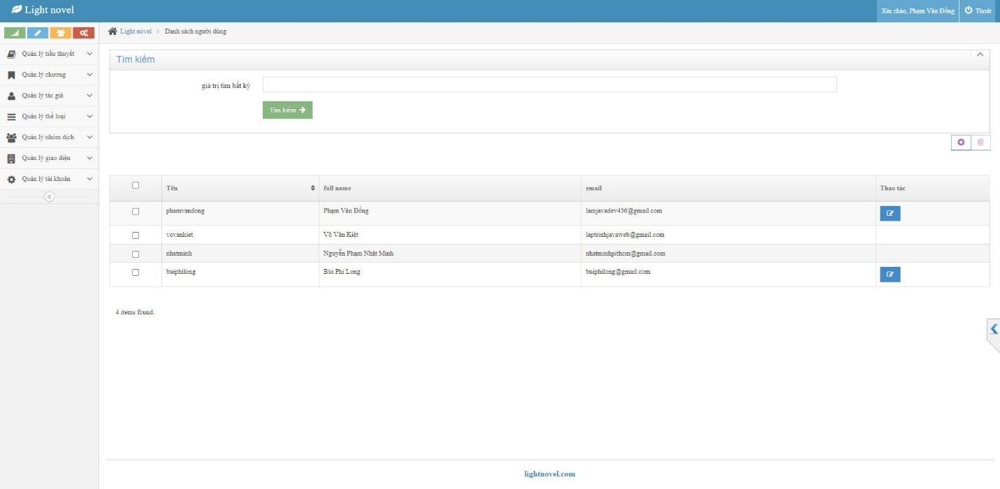 Light novel
Xin chào, Phạm Văn Đồng
Thoát
Light novel > Danh sách người dùng
Quản lý tiểu thuyết
Quản lý chương
Quản lý tác giả
Quản lý thể loại
Quản lý nhóm dịch
Quản lý giao diện
Quản lý tài khoản
Tìm kiếm
giá trị tìm bất kỳ
Tìm kiếm
Tên full name email Thao tác
phamvandong Phạm Văn Đồng lamjavadev456@gmail.com
vovankiet Võ Văn Kiệt laptrinhjavaweb@gmail.com
nhatminh Nguyễn Phạm Nhật Minh nhatminhpithcm@gmail.com
buiphilong Bùi Phi Long buiphilong@gmail.com
4 items found.
lightnovel.com